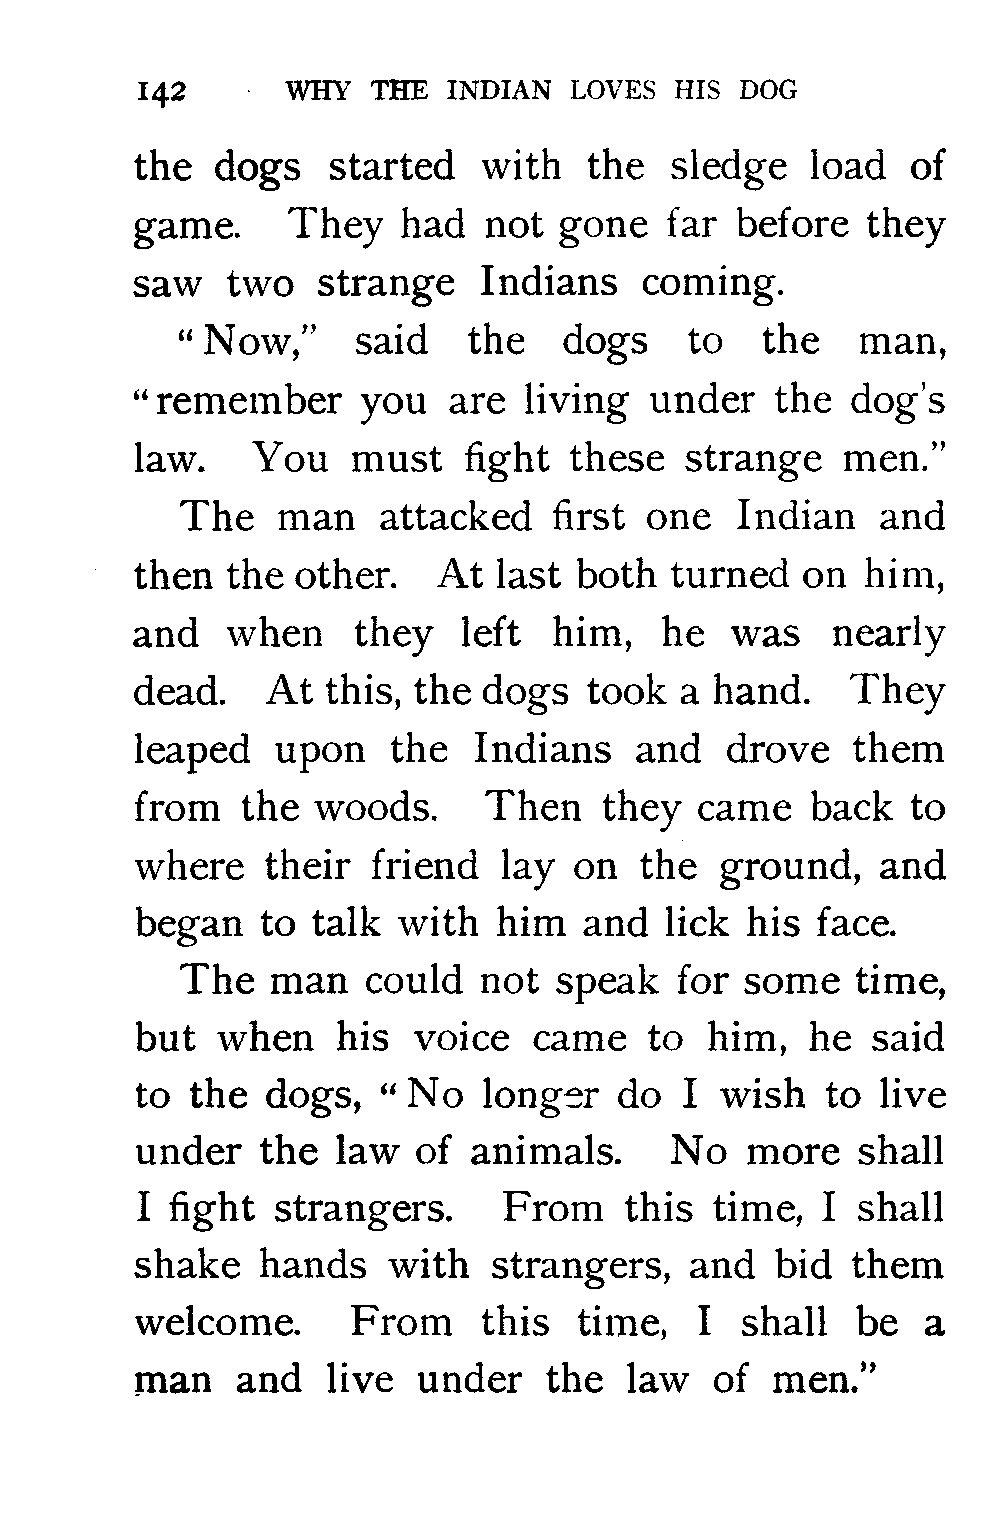 142 WHY THE INDIAN LOVES HIS DOG
the dogs started with the sledge load of
game. They had not gone far before they
saw two strange Indians coming.
"Now," said the dogs to the man,
"remember you are living under the dog's
law. You must fight these strange men."
The man attacked first one Indian and
then the other. At last both turned on him,
and when they left him, he was nearly
dead. At this, the dogs took a hand. They
leaped upon the Indians and drove them
from the woods. Then they came back to
where their friend lay on the ground, and
began to talk with him and lick his face.
The man could not speak for some time,
but when his voice came to him, he said
to the dogs, "No longer do I wish to live
under the law of animals. No more shall
I fight strangers. From this time, I shall
shake hands with strangers, and bid them
welcome. From this time, I shall be a
man and live under the law of men."